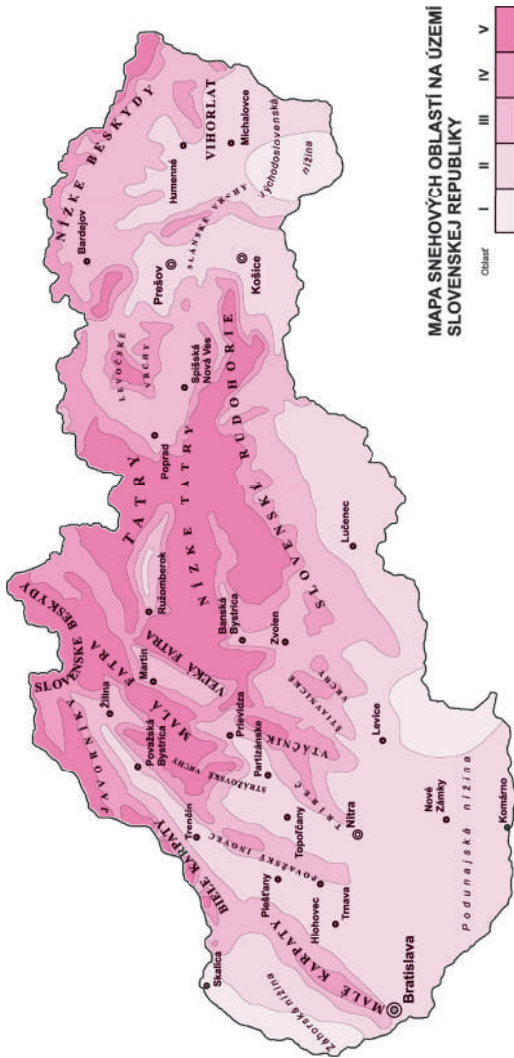 MAPA SNEHOVÝCH OBLASTÍ NA ÚZEMÍ
SLOVENSKEJ REPUBLIKY
Oblasť
I
II
III
IV
V
NÍZKE BESKYDY
Bardejov
Humenné
VIHORLAT
Michalovce
Východoslovenská
nížina
SLÁNSKE VRCHY
Prešov
Košice
LEVOČSKÉ
VRCHY
Spišská
Nová Ves
Poprad
TATRY
NÍZKE TATRY
SLOVENSKÉ RUDOHORIE
Ružomberok
Lučenec
Banská
Bystrica
Zvolen
SLOVENSKÉ BESKYDY
VEĽKÁ FATRA
MALÁ FATRA
Martin
Žilina
JAVORNÍKY
Považská
Bystrica
STRÁŽOVSKÉ
VRCHY
Prievidza
Partizánske
VTÁČNIK
ŠTIAVNICKÉ
VRCHY
TRÍBEČ
Levice
Trenčín
Topoľčany
POVAŽSKÝ INOVEC
Nitra
Nové
Zámky
Komárno
Podunajská nížina
BIELE KARPATY
Piešťany
Hlohovec
Trnava
MALÉ KARPATY
Skalica
Záhorská nížina
Bratislava